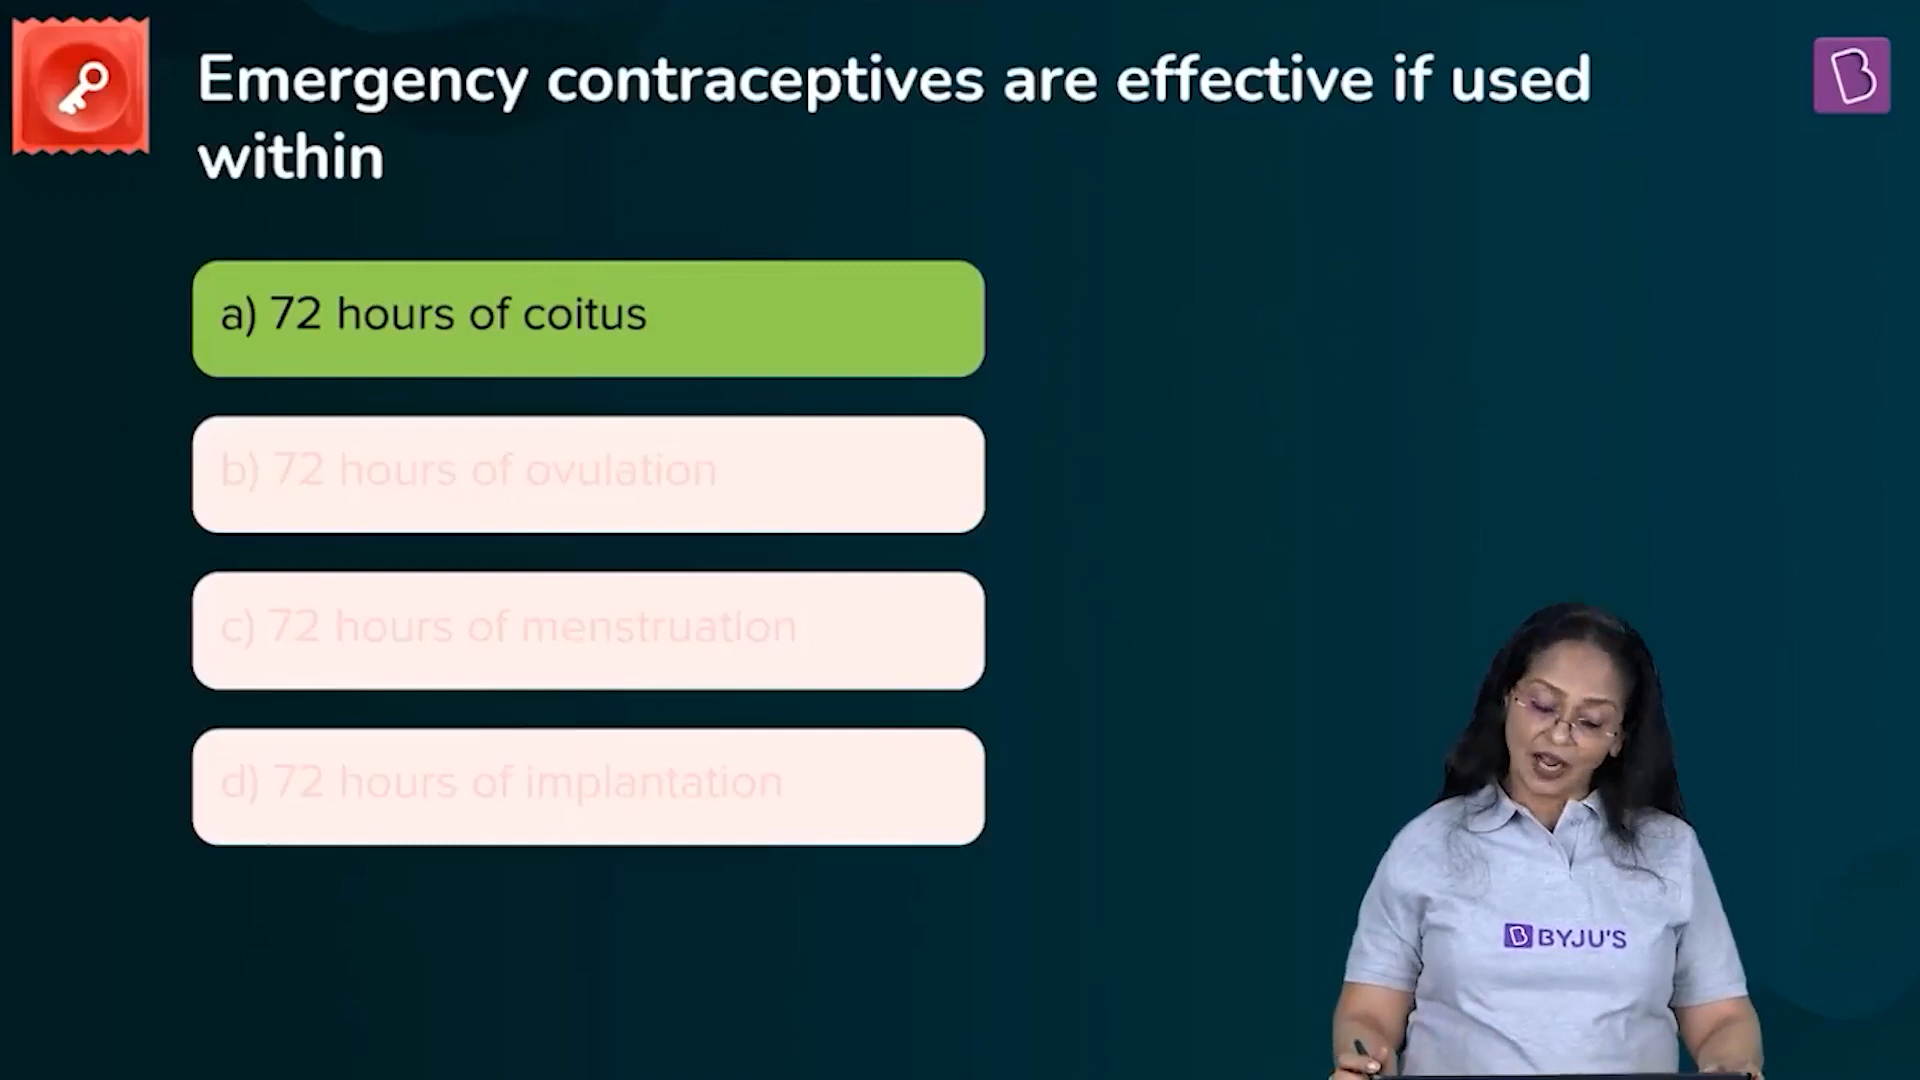 Emergency contraceptives are effective if used
within
a) 72 hours of coitus
b) 72 hours of ovulation
c) 72 hours of menstruation
d) 72 hours of implantation
BYJU'S